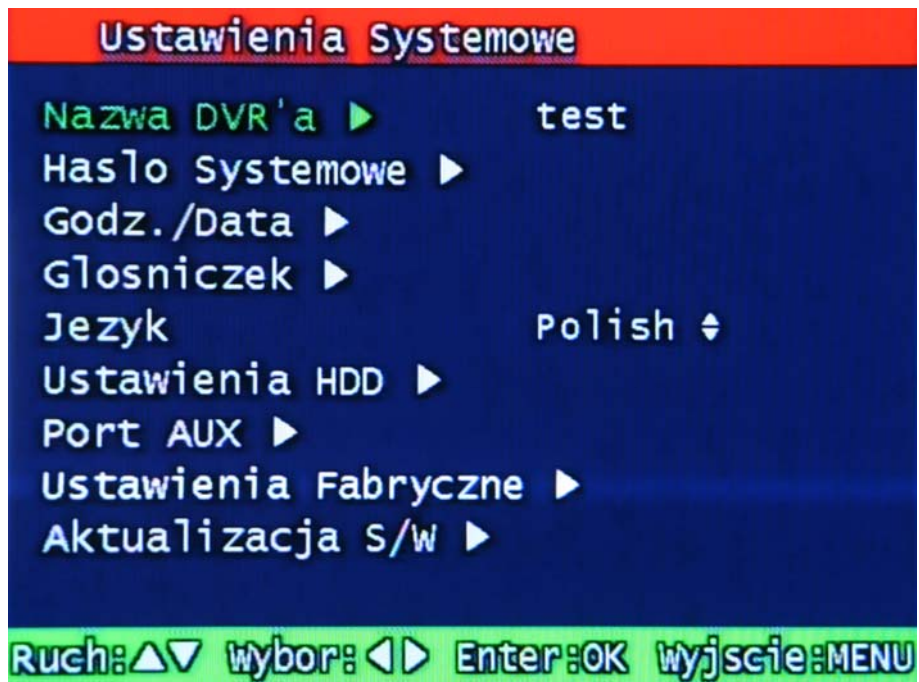 Ustawienia Systemowe
Nazwa DVR'a ▶ test
Haslo Systemowe ▶
Godz./Data ▶
Glosniczek ▶
Jezyk Polish ♦
Ustawienia HDD ▶
Port AUX ▶
Ustawienia Fabryczne ▶
Aktualizacja S/W ▶
Ruch:△▽ Wybor:◁▷ Enter:OK Wyjscie:MENU